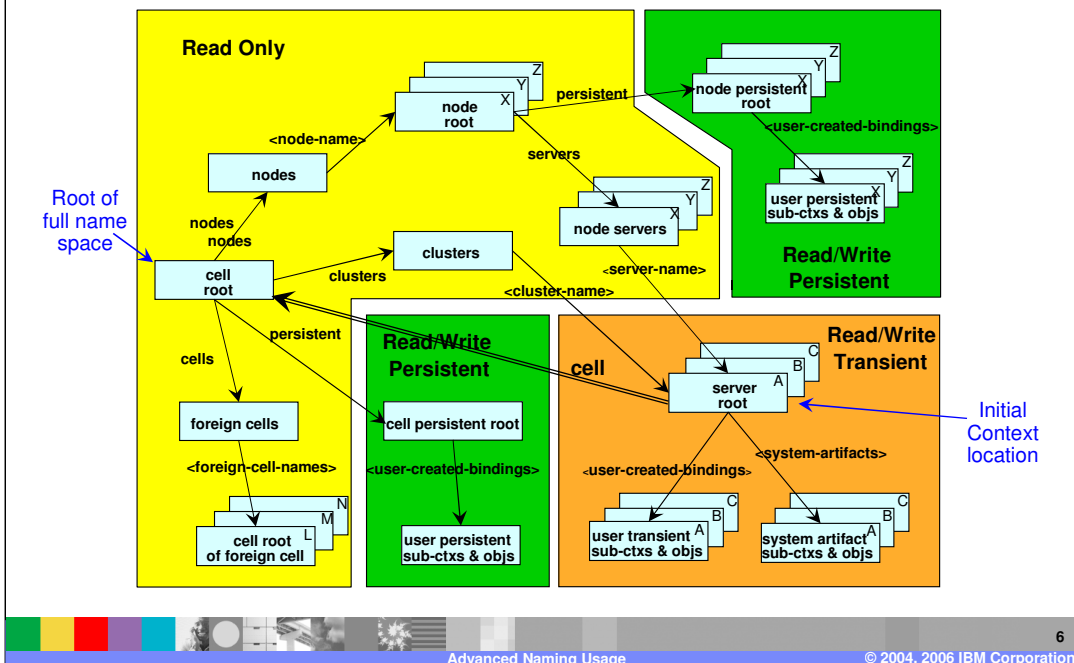 Read Only
Z
Y
X
node
root
persistent
Z
Y
X
node persistent
root
<node-name>
<user-created-bindings>
servers
nodes
Z
Y
X
user persistent
sub-ctxs & objs
Z
Y
X
node servers
Root of
full name
space
nodes
nodes
clusters
clusters
<server-name>
Read/Write
Persistent
cell
root
<cluster-name>
persistent
Read/Write
Persistent
cell
Read/Write
Transient
cells
C
B
A
server
root
foreign cells
cell persistent root
Initial
Context
location
<foreign-cell-names>
<user-created-bindings>
<user-created-bindings>
<system-artifacts>
N
M
L
cell root
of foreign cell
user persistent
sub-ctxs & objs
C
B
A
user transient
sub-ctxs & objs
C
B
A
system artifact
sub-ctxs & objs
6
Advanced Naming Usage
© 2004, 2006 IBM Corporation